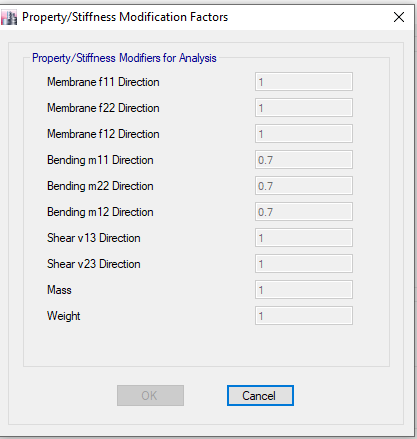 Property/Stiffness Modification Factors
Property/Stiffness Modifiers for Analysis
Membrane f11 Direction 1
Membrane f22 Direction 1
Membrane f12 Direction 1
Bending m11 Direction 0.7
Bending m22 Direction 0.7
Bending m12 Direction 0.7
Shear v13 Direction 1
Shear v23 Direction 1
Mass 1
Weight 1
OK Cancel